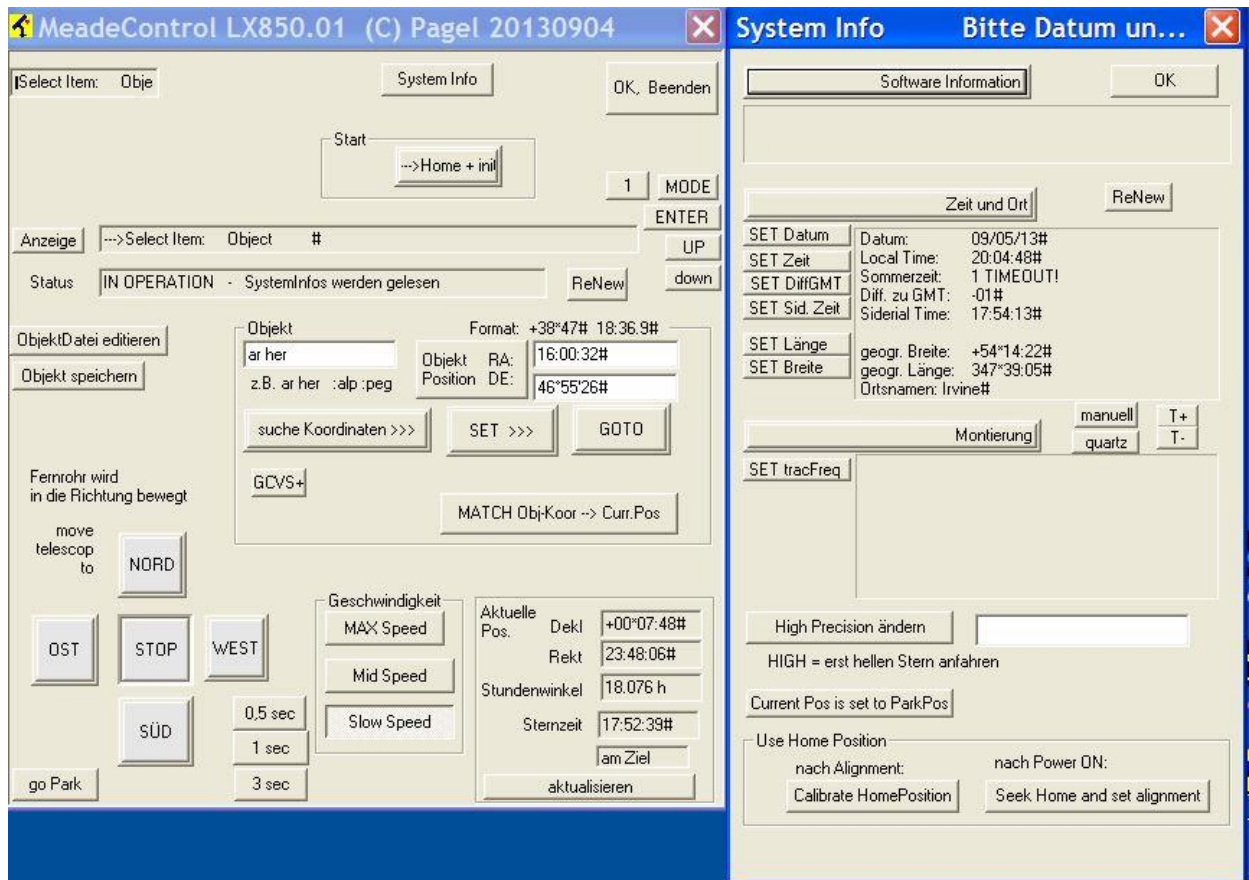 MeadeControl LX850.01 (C) Pagel 20130904
Select Item: Obje
System Info
OK, Beenden
Start
--->Home + init
1
MODE
ENTER
UP
down
Anzeige
--->Select Item: Object #
Status
IN OPERATION - SystemInfos werden gelesen
ReNew
ObjektDatei editieren
Objekt speichern
Objekt
Format: +38*47# 18:36.9#
ar her
z.B. ar her :alp :peg
Objekt RA:
Position DE:
16:00:32#
46*55'26#
suche Koordinaten >>>
SET >>>
GOTO
GCVS+
MATCH Obj-Koor --> Curr.Pos
Fernrohr wird
in die Richtung bewegt
move
telescop
to
NORD
OST
STOP
WEST
SÜD
go Park
0,5 sec
1 sec
3 sec
Geschwindigkeit
MAX Speed
Mid Speed
Slow Speed
Aktuelle
Pos.
Dekl
+00*07:48#
Rekt
23:48:06#
Stundenwinkel
18.076 h
Sternzeit
17:52:39#
am Ziel
aktualisieren
System Info Bitte Datum un...
Software Information
OK
Zeit und Ort
ReNew
SET Datum
SET Zeit
SET DiffGMT
SET Sid. Zeit
SET Länge
SET Breite
Datum: 09/05/13#
Local Time: 20:04:48#
Sommerzeit: 1 TIMEOUT!
Diff. zu GMT: -01#
Siderial Time: 17:54:13#
geogr. Breite: +54*14:22#
geogr. Länge: 347*39:05#
Ortsnamen: Irvine#
Montierung
manuell
quartz
T+
T-
SET tracFreq
High Precision ändern
HIGH = erst hellen Stern anfahren
Current Pos is set to ParkPos
Use Home Position
nach Alignment:
nach Power ON:
Calibrate HomePosition
Seek Home and set alignment